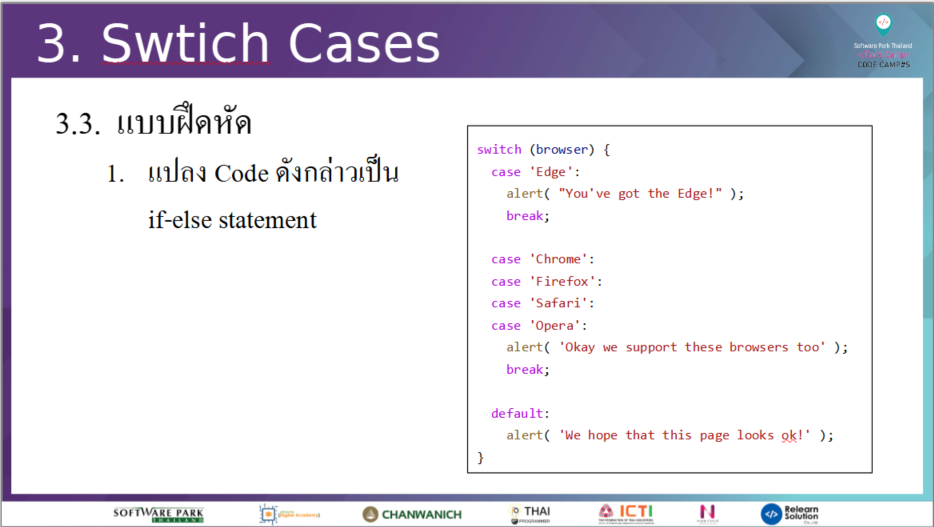 3. Swtich Cases
Software Park Thailand
CODE CAMP#5
3.3. แบบฝึดหัด
1. แปลง Code ดังกล่าวเป็น
if-else statement
switch (browser) {
case 'Edge':
alert( "You've got the Edge!" );
break;
case 'Chrome':
case 'Firefox':
case 'Safari':
case 'Opera':
alert( 'Okay we support these browsers too' );
break;
default:
alert( 'We hope that this page looks ok!' );
}
SOFTWARE PARK
THAILAND
CHANWANICH
THAI
PROGRAMMER
ICTI
Relearn
Solution